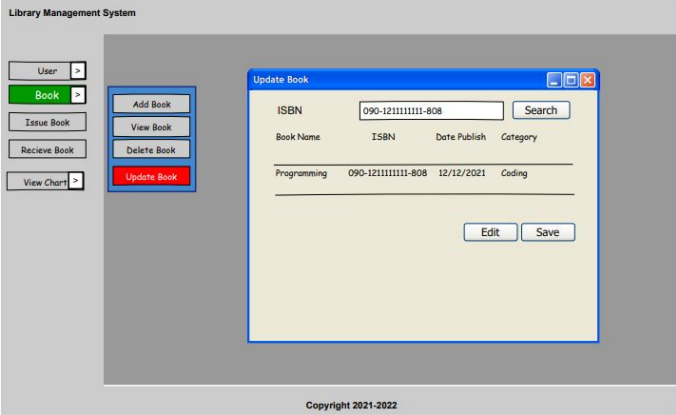 Library Management System
User >
Book >
Issue Book
Recieve Book
View Chart >
Add Book
View Book
Delete Book
Update Book
Update Book
ISBN 090-1211111111-808 Search
Book Name ISBN Date Publish Category
Programming 090-1211111111-808 12/12/2021 Coding
Edit Save
Copyright 2021-2022